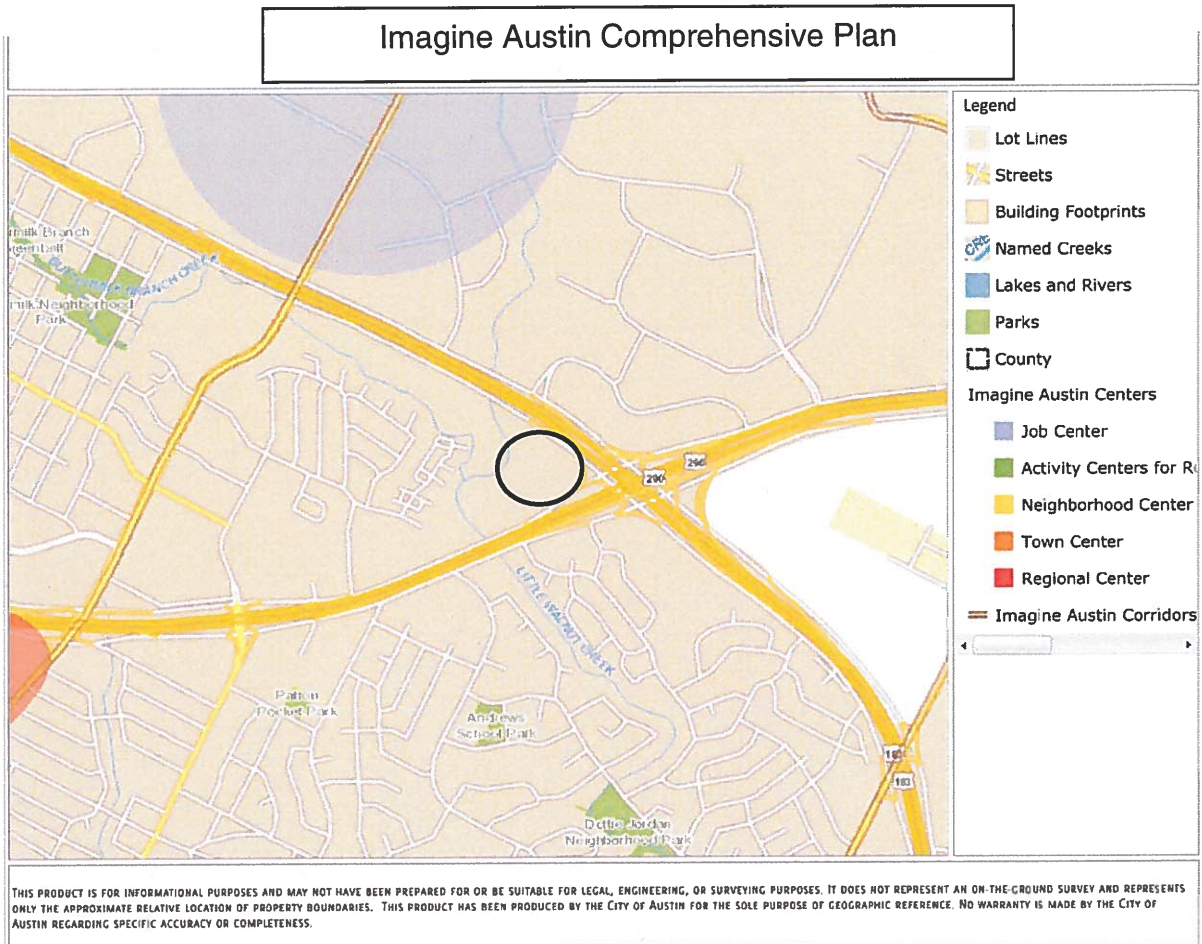 Imagine Austin Comprehensive Plan
Legend
Lot Lines
Streets
Building Footprints
CRE
Named Creeks
Lakes and Rivers
Parks
County
Imagine Austin Centers
Job Center
Activity Centers for R
Neighborhood Center
Town Center
Regional Center
Imagine Austin Corridors
milk Branch
BRANCH CREEK
milk Neighborhood
Park
290
290
LITTLE WALNUT CREEK
Patton
Pocket Park
Andrews
School Park
183
183
Dottie Jordan
Neighborhood Park
THIS PRODUCT IS FOR INFORMATIONAL PURPOSES AND MAY NOT HAVE BEEN PREPARED FOR OR BE SUITABLE FOR LEGAL, ENGINEERING, OR SURVEYING PURPOSES. IT DOES NOT REPRESENT AN ON-THE-GROUND SURVEY AND REPRESENTS
ONLY THE APPROXIMATE RELATIVE LOCATION OF PROPERTY BOUNDARIES. THIS PRODUCT HAS BEEN PRODUCED BY THE CITY OF AUSTIN FOR THE SOLE PURPOSE OF GEOGRAPHIC REFERENCE. NO WARRANTY IS MADE BY THE CITY OF
AUSTIN REGARDING SPECIFIC ACCURACY OR COMPLETENESS.